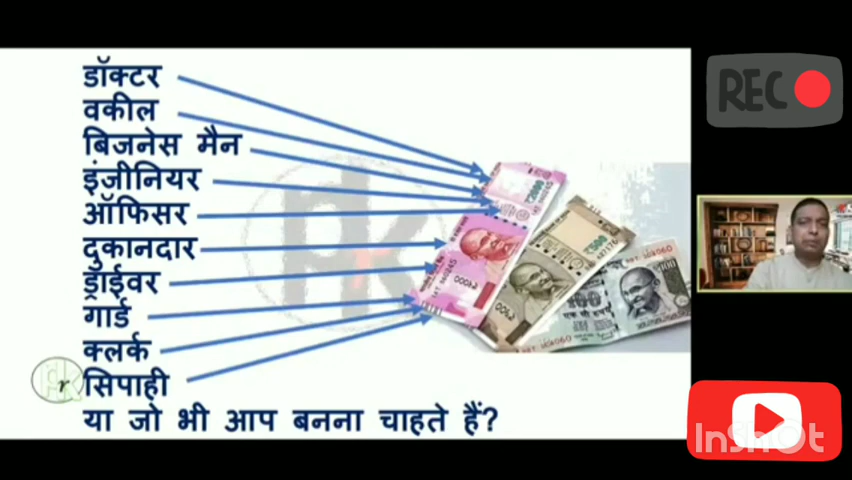 डॉक्टर
वकील
बिजनेस मैन
इंजीनियर
ऑफिसर
दुकानदार
ड्राईवर
गार्ड
क्लर्क
सिपाही
या जो भी आप बनना चाहते हैं?
REC
InShOt